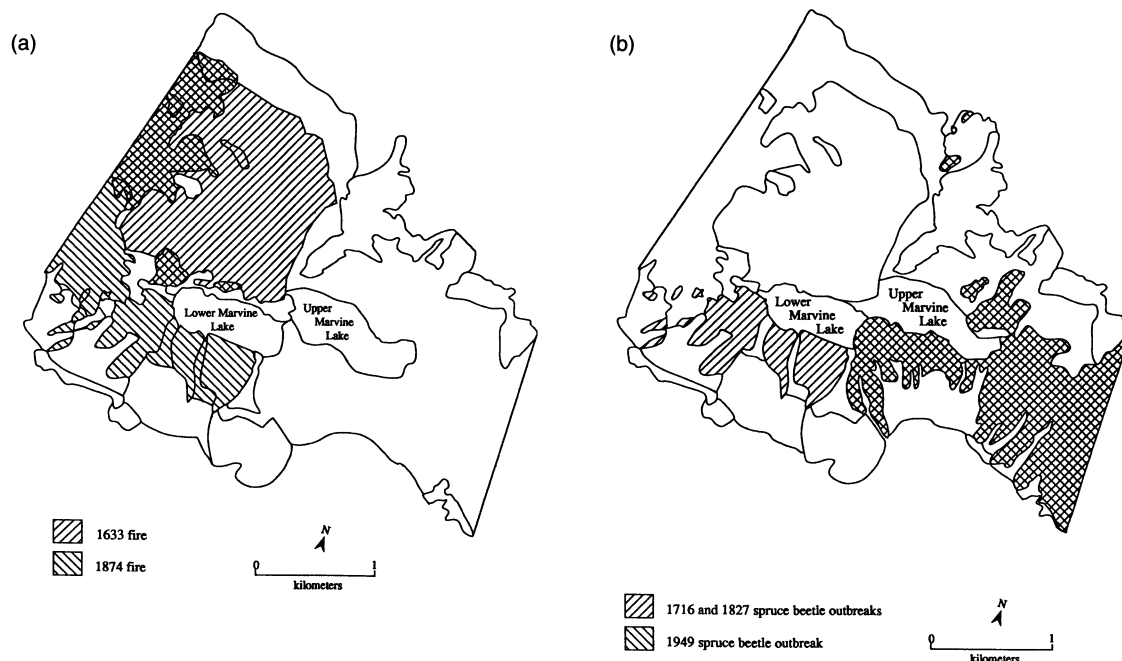 (a)
Lower Marvine
Lake
Upper
Marvine
Lake
1633 fire
1874 fire
N
0 1
kilometers
(b)
Lower
Marvine
Lake
Upper
Marvine
Lake
1716 and 1827 spruce beetle outbreaks
1949 spruce beetle outbreak
N
0 1
kilometers